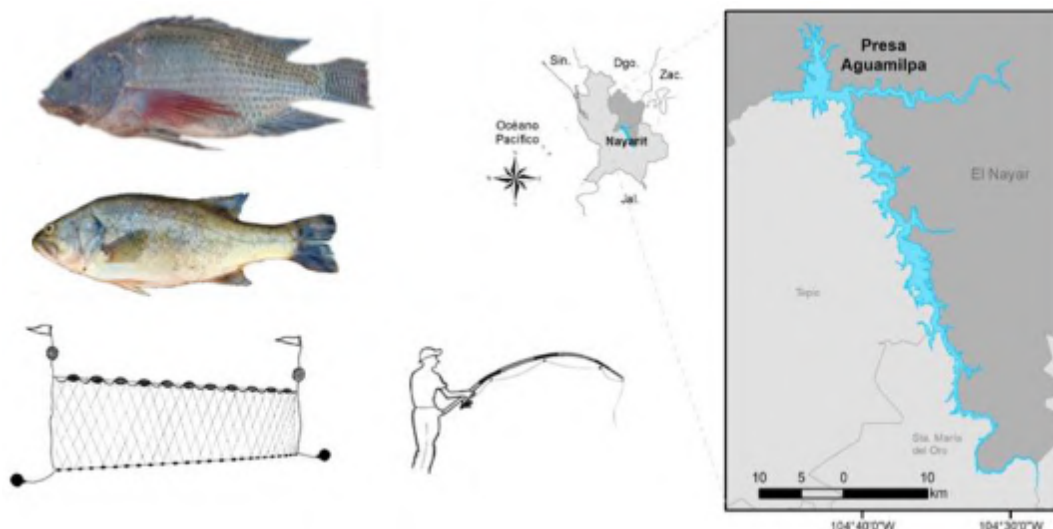 Sin.
Dgo.
Zac.
Océano
Pacífico
Nayarit
Jal.
Presa
Aguamilpa
El Nayar
Tepic
Sta. María
del Oro
10 5 0 10
km
104°40'0"W 104°30'0"W